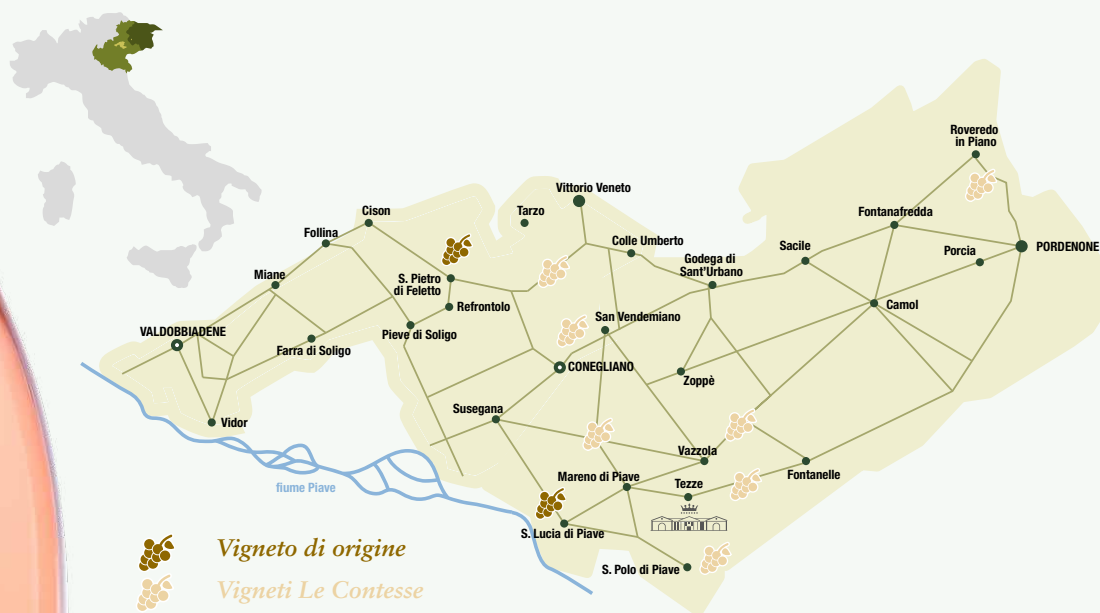 Roveredo
in Piano
Vittorio Veneto
Cison
Tarzo
Fontanafredda
Follina
Colle Umberto
Sacile
PORDENONE
Porcia
Godega di
Sant'Urbano
Miane
S. Pietro
di Feletto
Refrontolo
Camol
San Vendemiano
VALDOBBIADENE
Pieve di Soligo
Farra di Soligo
CONEGLIANO
Zoppè
Susegana
Vidor
Vazzola
Mareno di Piave
Tezze
Fontanelle
fiume Piave
S. Lucia di Piave
S. Polo di Piave
Vigneto di origine
Vigneti Le Contesse